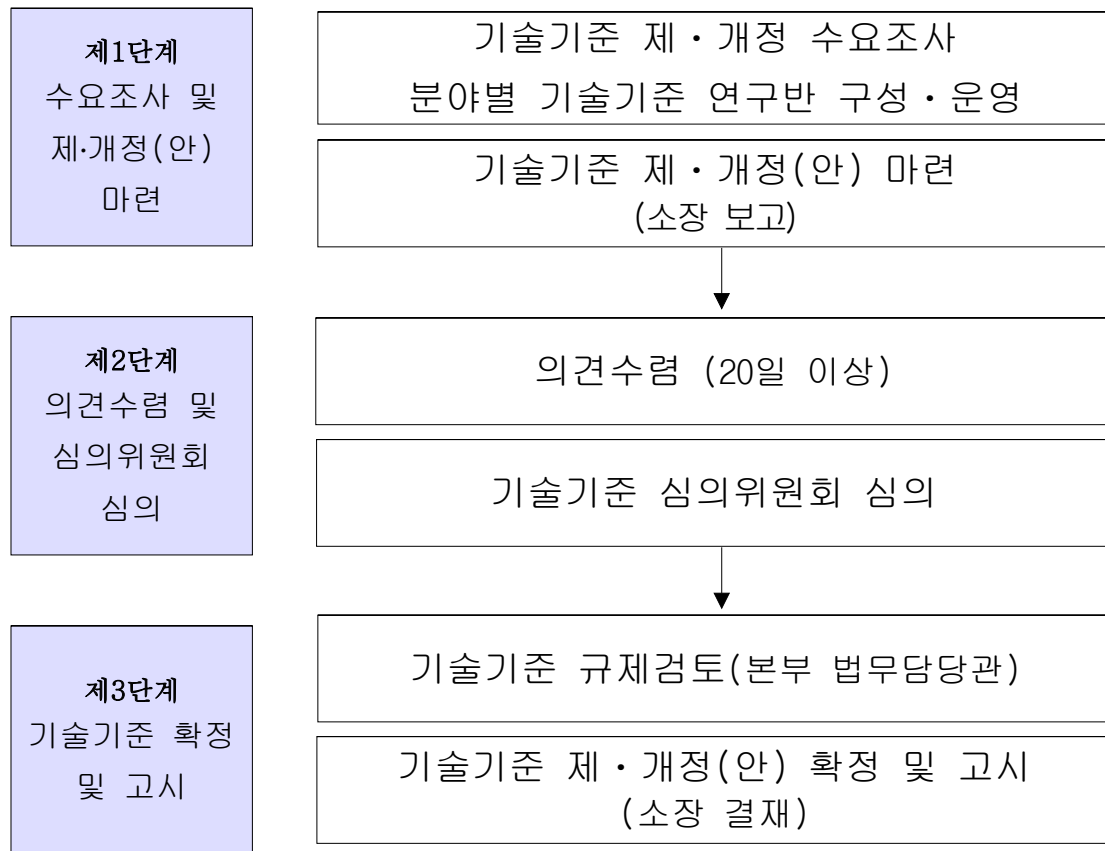 제1단계
수요조사 및
제·개정(안)
마련
기술기준 제·개정 수요조사
분야별 기술기준 연구반 구성·운영
기술기준 제·개정(안) 마련
(소장 보고)
제2단계
의견수렴 및
심의위원회
심의
의견수렴 (20일 이상)
기술기준 심의위원회 심의
제3단계
기술기준 확정
및 고시
기술기준 규제검토(본부 법무담당관)
기술기준 제·개정(안) 확정 및 고시
(소장 결재)